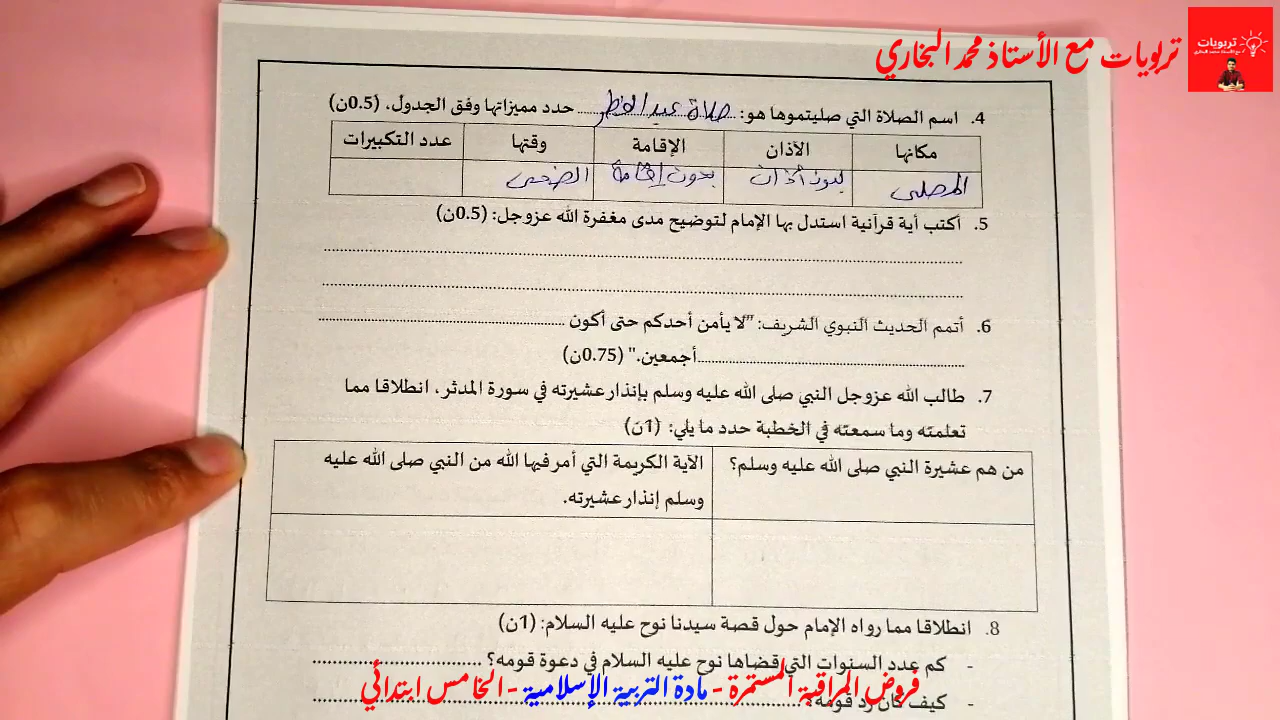 تربويات مع الأستاذ محمد البخاري
تربويات
4. اسم الصلاة التي صليتموها هو: صلاة عيد الفطر حدد مميزاتها وفق الجدول. (0.5ن)
مكانها الآذان الإقامة وقتها عدد التكبيرات
المصلى بدون أذان بدون إقامة الضحى
5. أكتب أية قرآنية استدل بها الإمام لتوضيح مدى مغفرة الله عزوجل: (0.5ن)
6. أتمم الحديث النبوي الشريف: "لا يأمن أحدكم حتى أكون ........
........أجمعين." (0.75ن)
7. طالب الله عزوجل النبي صلى الله عليه وسلم بإنذار عشيرته في سورة المدثر، انطلاقا مما
تعلمته وما سمعته في الخطبة حدد ما يلي: (1ن)
من هم عشيرة النبي صلى الله عليه وسلم؟
الآية الكريمة التي أمر فيها الله من النبي صلى الله عليه
وسلم إنذار عشيرته.
8. انطلاقا مما رواه الإمام حول قصة سيدنا نوح عليه السلام: (1ن)
- كم عدد السنوات التي قضاها نوح عليه السلام في دعوة قومه؟ ........
- كيف كان رد قومه؟ ........
فروض المراقبة المستمرة - مادة التربية الإسلامية - الخامس ابتدائي